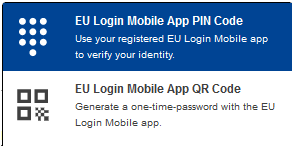 EU Login Mobile App PIN Code
Use your registered EU Login Mobile app
to verify your identity.
EU Login Mobile App QR Code
Generate a one-time-password with the EU
Login Mobile app.